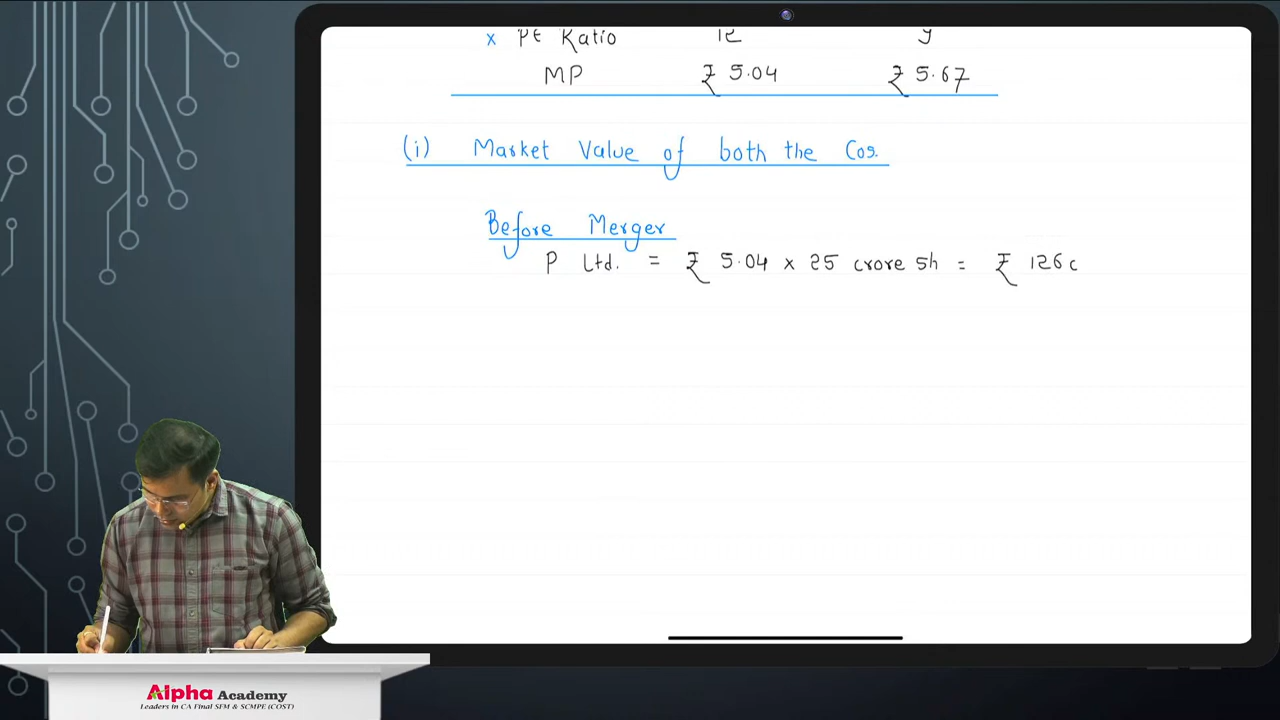 x PE Ratio 12 9
MP ₹ 5.04 ₹ 5.67
(i) Market Value of both the Cos.
Before Merger
P Ltd. = ₹ 5.04 x 25 crore sh = ₹ 126 c
Alpha Academy
Leaders in CA Final SFM & SCMPE (COST)